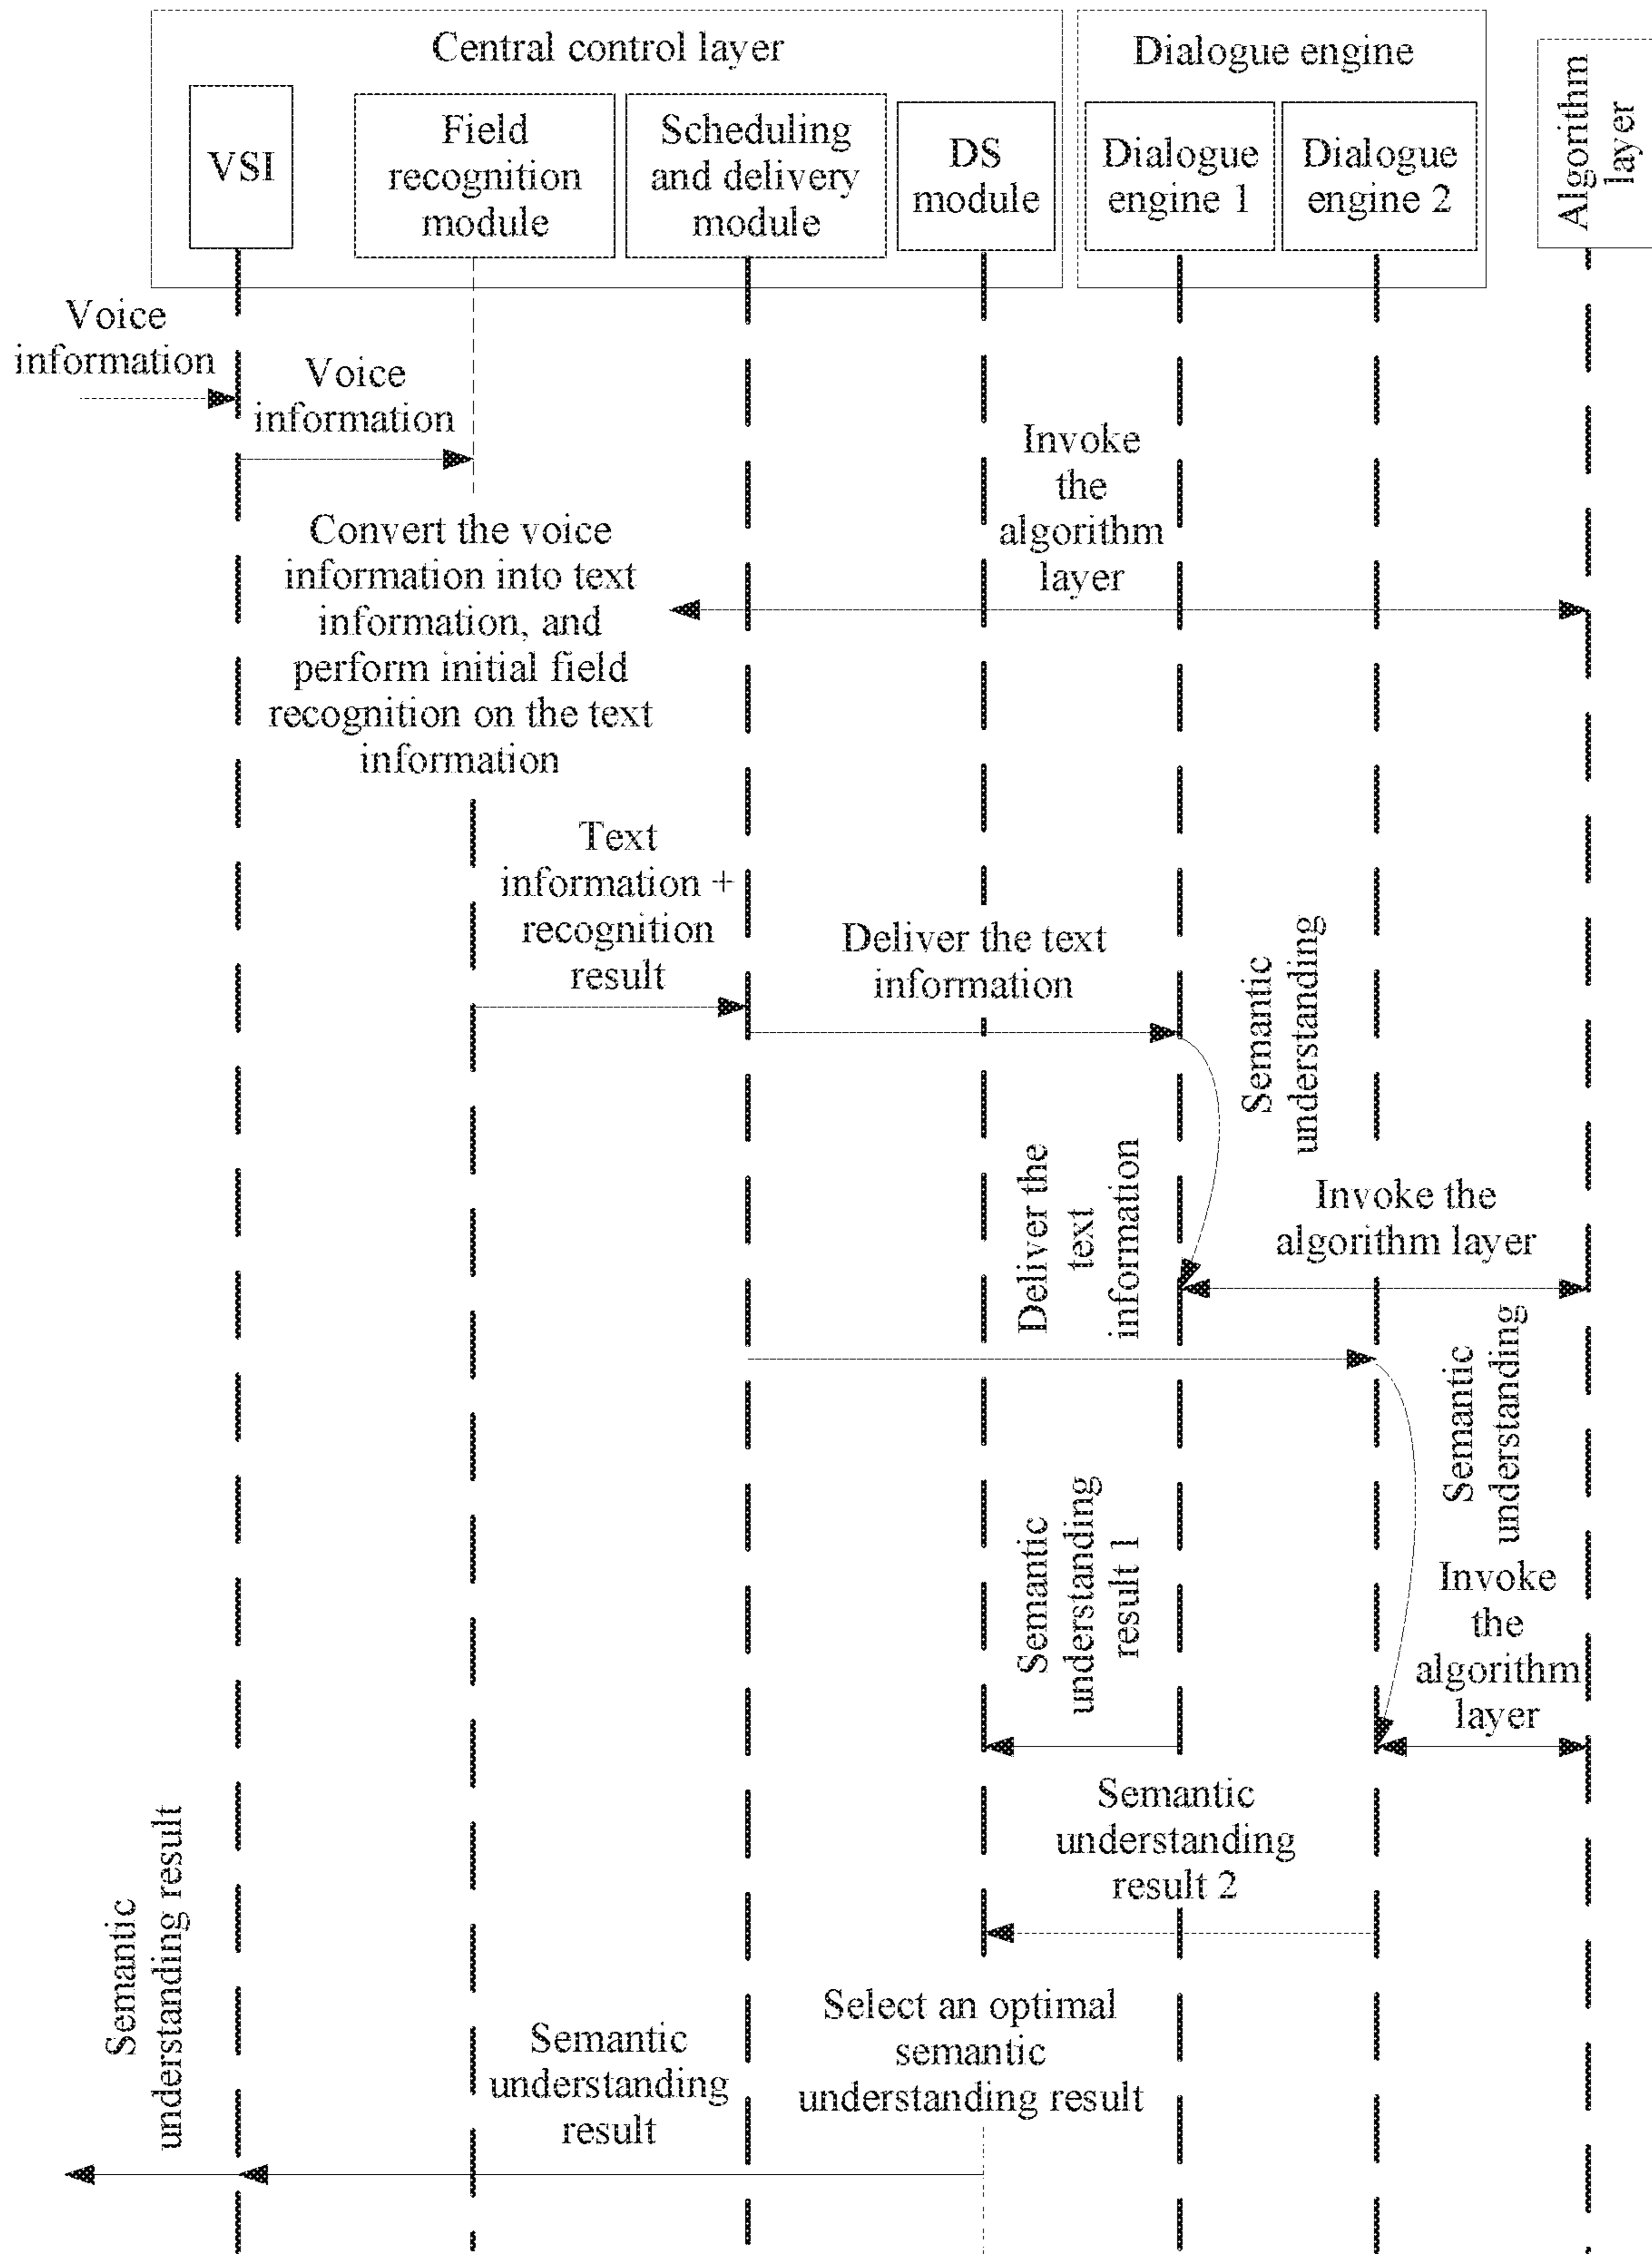 Central control layer
Dialogue engine
Algorithm
layer
VSI
Field
recognition
module
Scheduling
and delivery
module
DS
module
Dialogue
engine 1
Dialogue
engine 2
Voice
information
Voice
information
Invoke
the
algorithm
layer
Convert the voice
information into text
information, and
perform initial field
recognition on the text
information
Text
information +
recognition
result
Deliver the text
information
Semantic
understanding
Deliver the
text
information
Invoke the
algorithm layer
Semantic
understanding
Semantic
understanding
result 1
Invoke
the
algorithm
layer
Semantic
understanding
result 2
Semantic
understanding result
Semantic
understanding
result
Select an optimal
semantic
understanding result